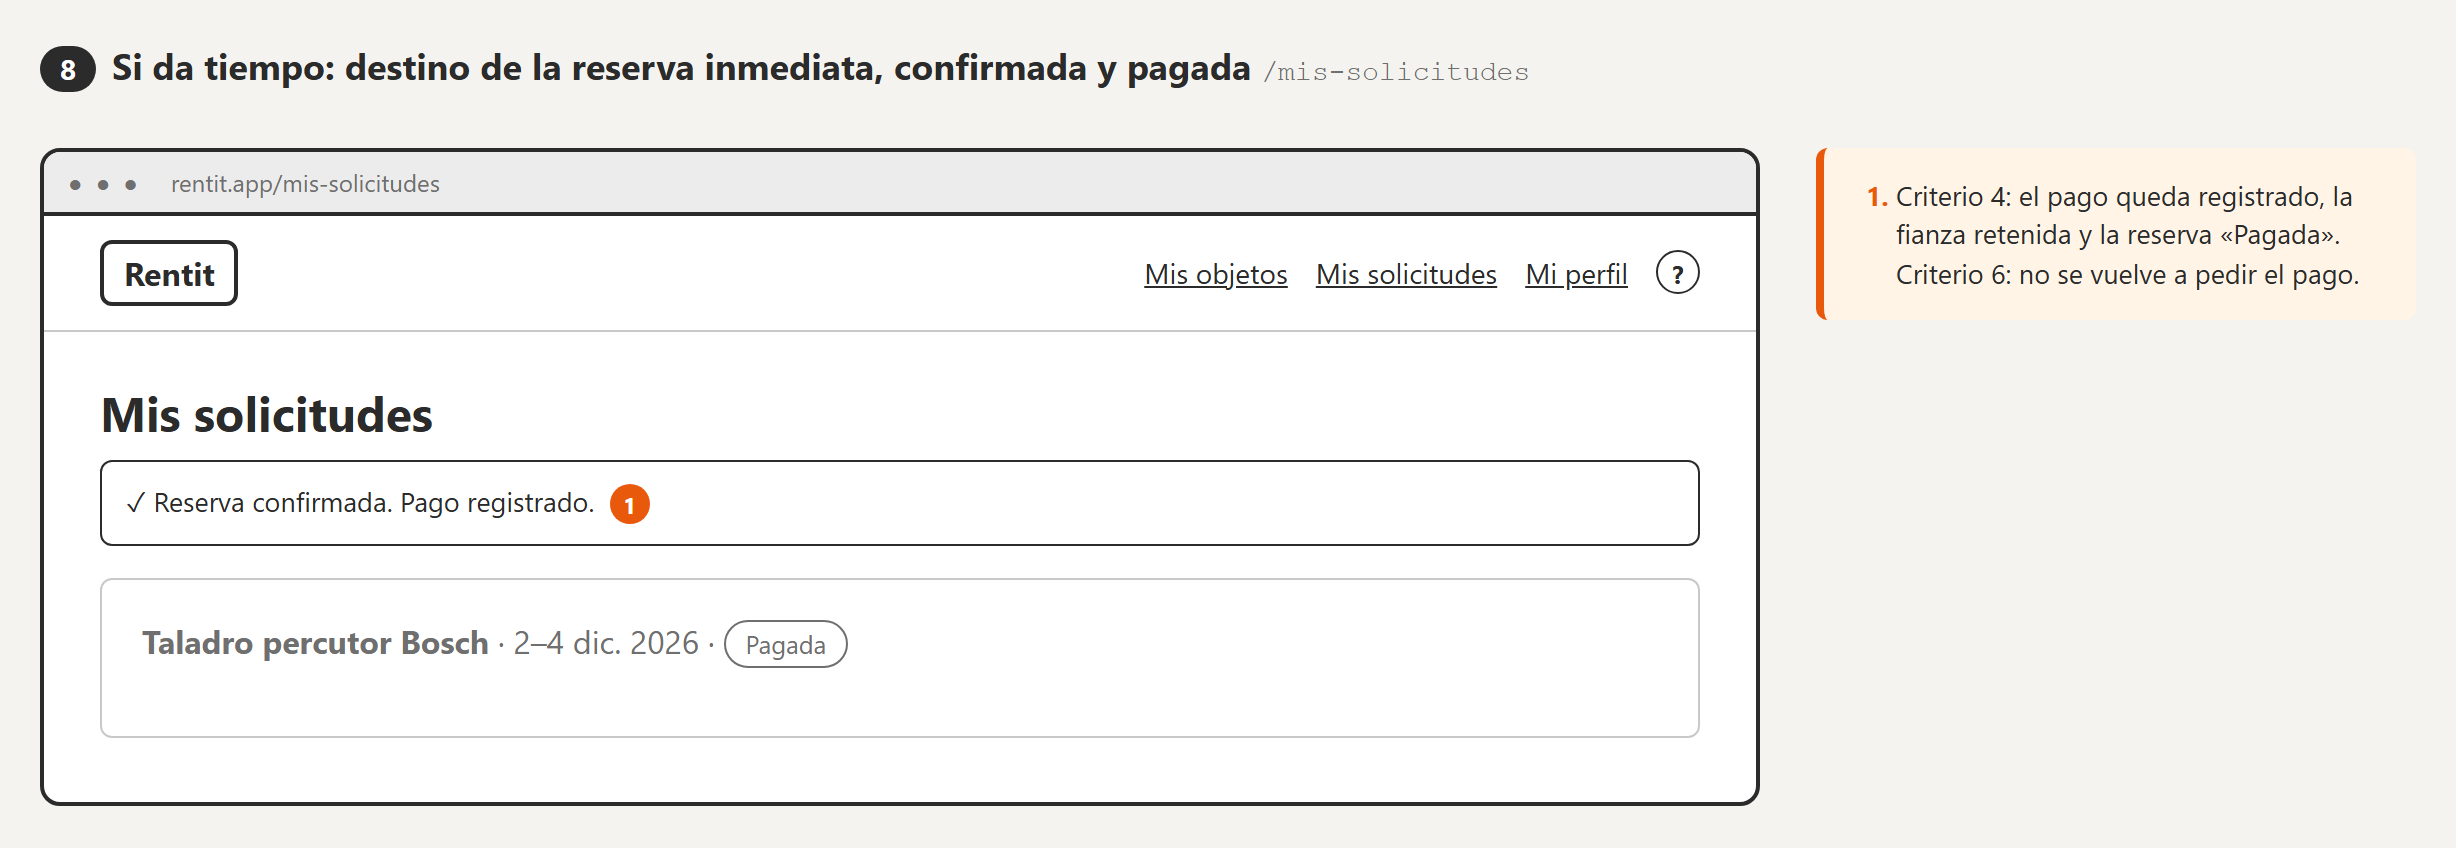 8 Si da tiempo: destino de la reserva inmediata, confirmada y pagada /mis-solicitudes
rentit.app/mis-solicitudes
Rentit
Mis objetos Mis solicitudes Mi perfil ?
Mis solicitudes
✓ Reserva confirmada. Pago registrado. 1
Taladro percutor Bosch · 2–4 dic. 2026 · Pagada
1. Criterio 4: el pago queda registrado, la
fianza retenida y la reserva «Pagada».
Criterio 6: no se vuelve a pedir el pago.